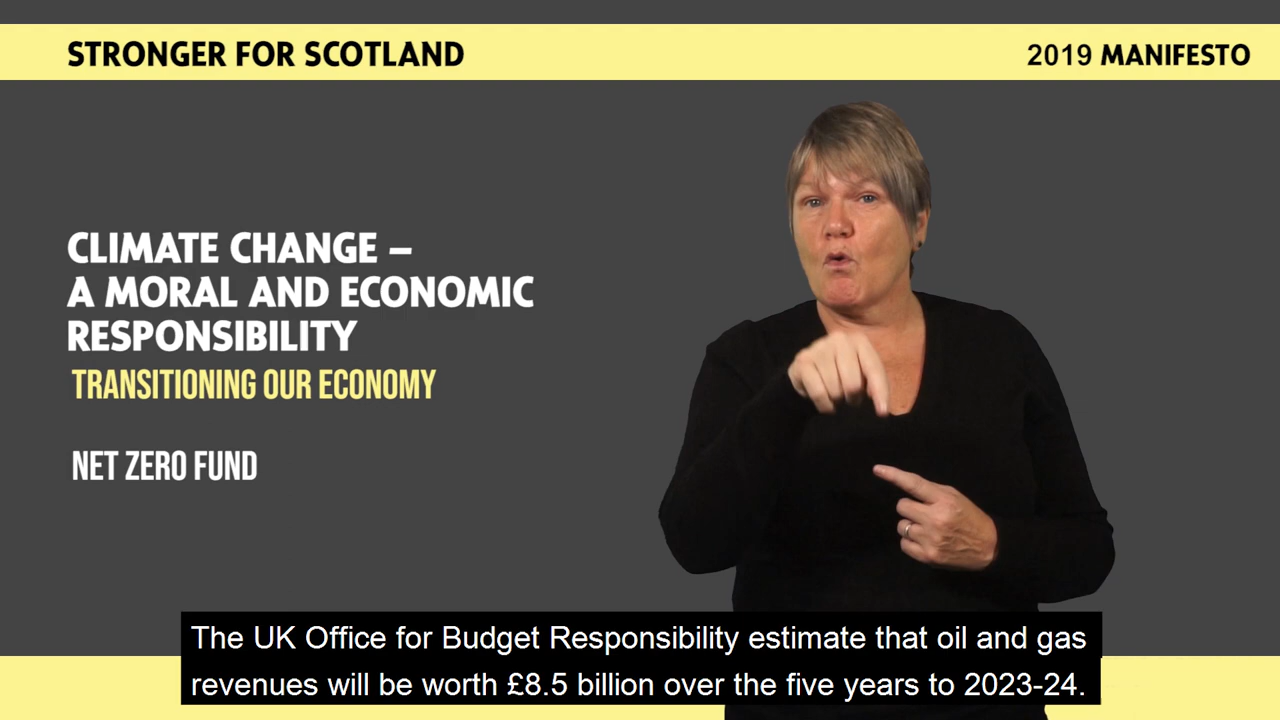 STRONGER FOR SCOTLAND
2019 MANIFESTO
CLIMATE CHANGE –
A MORAL AND ECONOMIC
RESPONSIBILITY
TRANSITIONING OUR ECONOMY
NET ZERO FUND
The UK Office for Budget Responsibility estimate that oil and gas
revenues will be worth £8.5 billion over the five years to 2023-24.